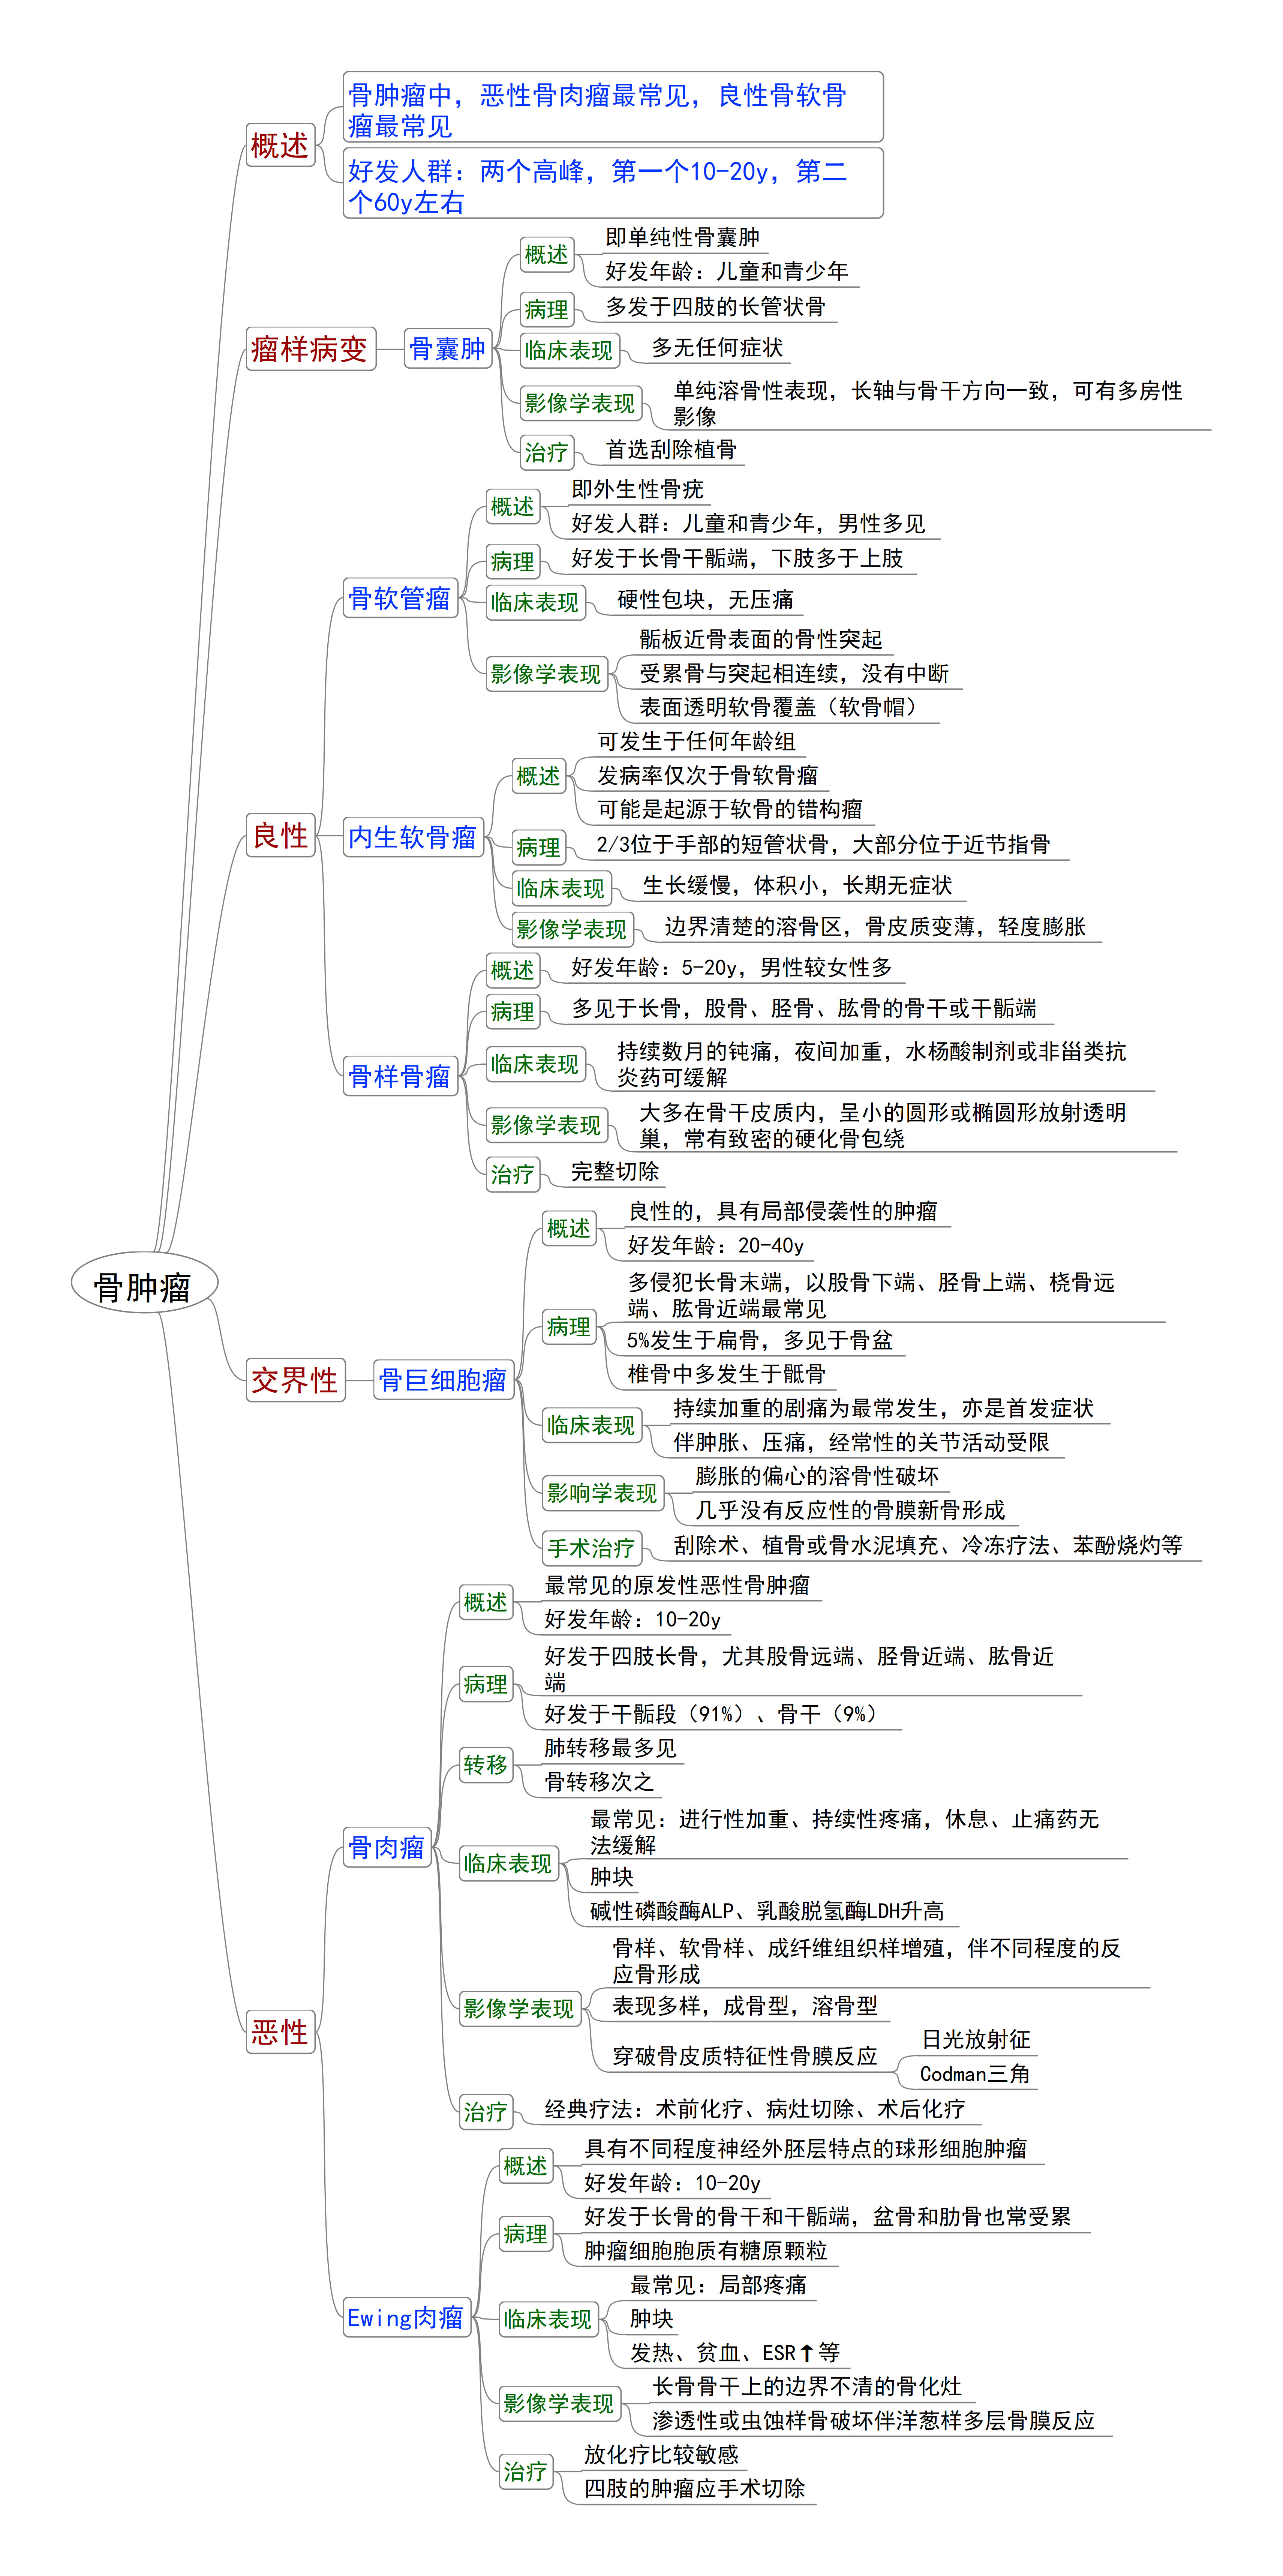 骨肿瘤
概述
骨肿瘤中，恶性骨肉瘤最常见，良性骨软骨
瘤最常见
好发人群：两个高峰，第一个10-20y，第二
个60y左右
瘤样病变
骨囊肿
概述
即单纯性骨囊肿
好发年龄：儿童和青少年
病理
多发于四肢的长管状骨
临床表现
多无任何症状
影像学表现
单纯溶骨性表现，长轴与骨干方向一致，可有多房性
影像
治疗
首选刮除植骨
良性
骨软管瘤
概述
即外生性骨疣
好发人群：儿童和青少年，男性多见
病理
好发于长骨干骺端，下肢多于上肢
临床表现
硬性包块，无压痛
影像学表现
骺板近骨表面的骨性突起
受累骨与突起相连续，没有中断
表面透明软骨覆盖（软骨帽）
内生软骨瘤
概述
可发生于任何年龄组
发病率仅次于骨软骨瘤
可能是起源于软骨的错构瘤
病理
2/3位于手部的短管状骨，大部分位于近节指骨
临床表现
生长缓慢，体积小，长期无症状
影像学表现
边界清楚的溶骨区，骨皮质变薄，轻度膨胀
骨样骨瘤
概述
好发年龄：5-20y，男性较女性多
病理
多见于长骨，股骨、胫骨、肱骨的骨干或干骺端
临床表现
持续数月的钝痛，夜间加重，水杨酸制剂或非甾类抗
炎药可缓解
影像学表现
大多在骨干皮质内，呈小的圆形或椭圆形放射透明
巢，常有致密的硬化骨包绕
治疗
完整切除
交界性
骨巨细胞瘤
概述
良性的，具有局部侵袭性的肿瘤
好发年龄：20-40y
病理
多侵犯长骨末端，以股骨下端、胫骨上端、桡骨远
端、肱骨近端最常见
5%发生于扁骨，多见于骨盆
椎骨中多发生于骶骨
临床表现
持续加重的剧痛为最常发生，亦是首发症状
伴肿胀、压痛，经常性的关节活动受限
影响学表现
膨胀的偏心的溶骨性破坏
几乎没有反应性的骨膜新骨形成
手术治疗
刮除术、植骨或骨水泥填充、冷冻疗法、苯酚烧灼等
恶性
骨肉瘤
概述
最常见的原发性恶性骨肿瘤
好发年龄：10-20y
病理
好发于四肢长骨，尤其股骨远端、胫骨近端、肱骨近
端
好发于干骺段（91%）、骨干（9%）
转移
肺转移最多见
骨转移次之
临床表现
最常见：进行性加重、持续性疼痛，休息、止痛药无
法缓解
肿块
碱性磷酸酶ALP、乳酸脱氢酶LDH升高
影像学表现
骨样、软骨样、成纤维组织样增殖，伴不同程度的反
应骨形成
表现多样，成骨型，溶骨型
穿破骨皮质特征性骨膜反应
日光放射征
Codman三角
治疗
经典疗法：术前化疗、病灶切除、术后化疗
Ewing肉瘤
概述
具有不同程度神经外胚层特点的球形细胞肿瘤
好发年龄：10-20y
病理
好发于长骨的骨干和干骺端，盆骨和肋骨也常受累
肿瘤细胞胞质有糖原颗粒
临床表现
最常见：局部疼痛
肿块
发热、贫血、ESR↑等
影像学表现
长骨骨干上的边界不清的骨化灶
渗透性或虫蚀样骨破坏伴洋葱样多层骨膜反应
治疗
放化疗比较敏感
四肢的肿瘤应手术切除